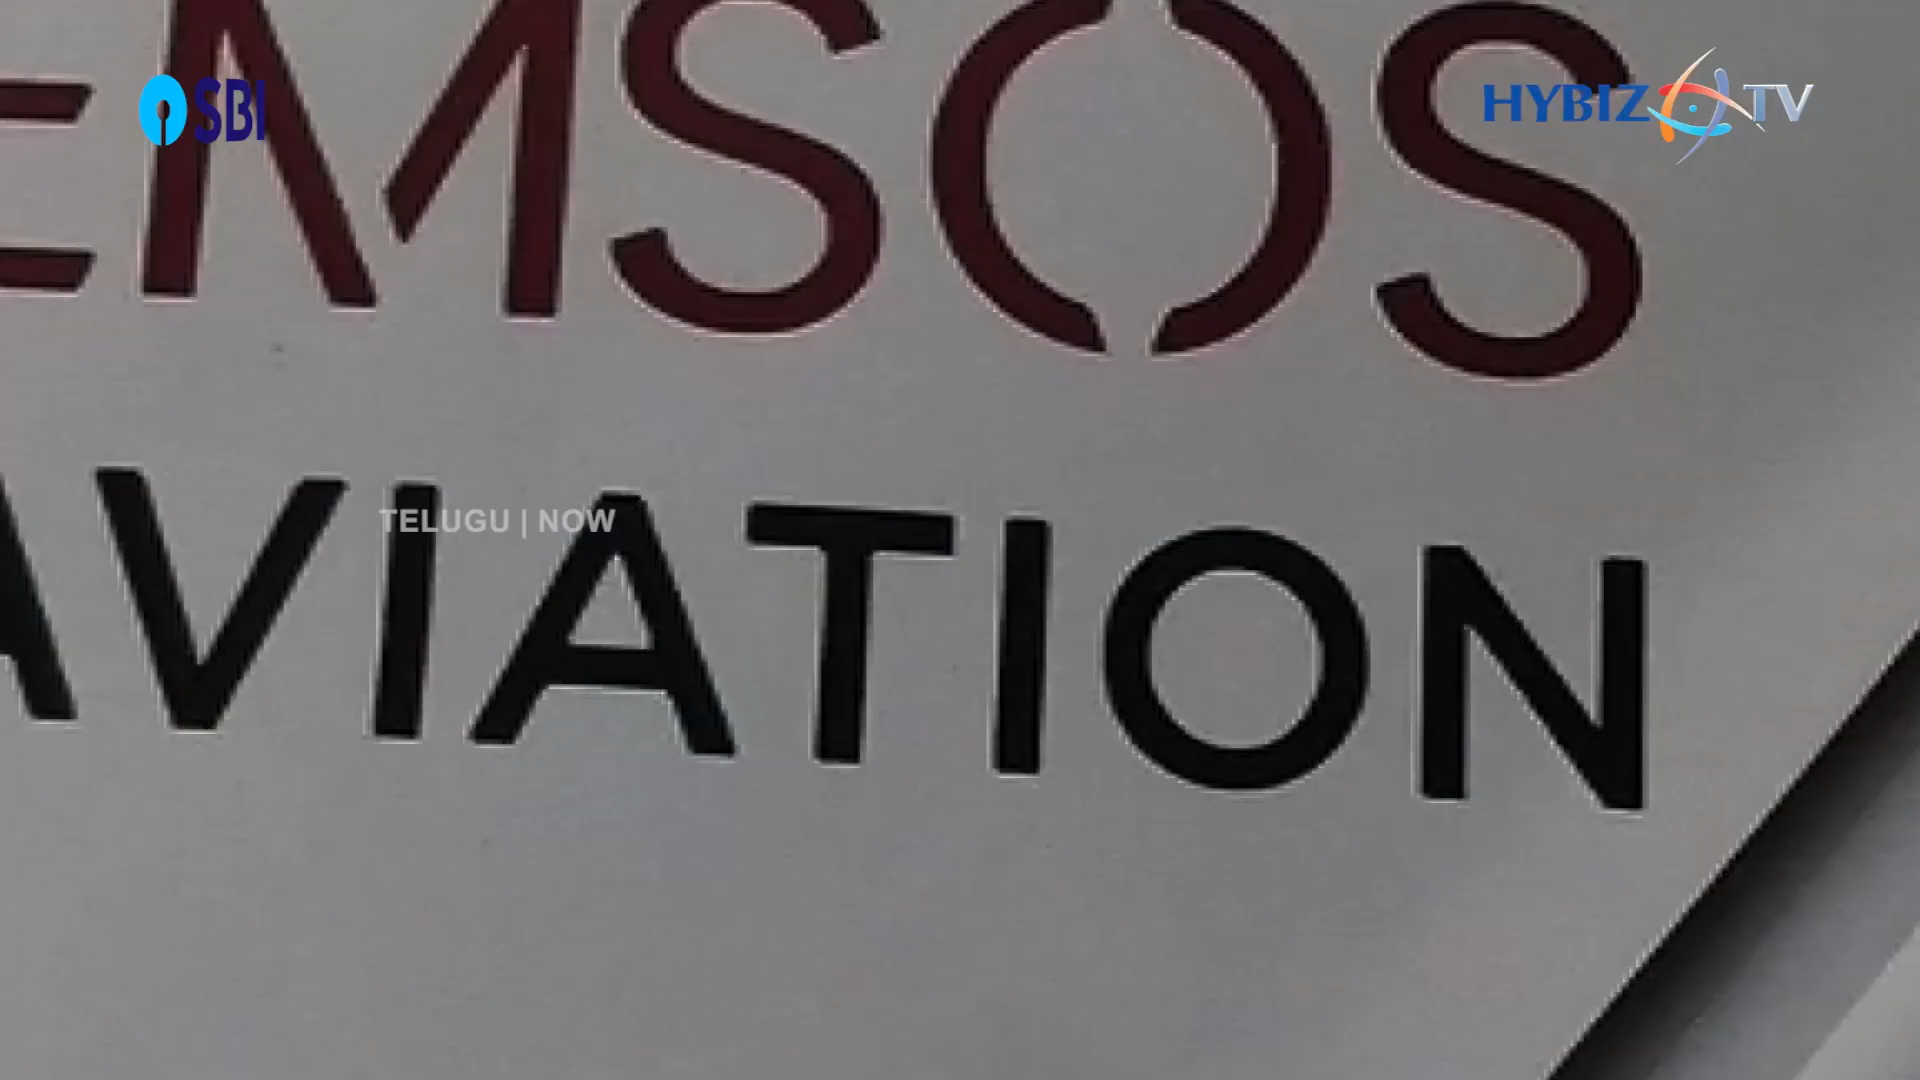 EMSOS
SBI
HYBIZ TV
AVIATION
TELUGU | NOW